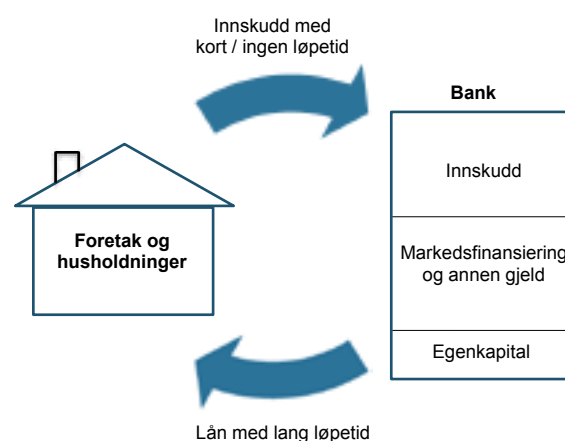 Innskudd med
kort / ingen løpetid
Bank
Innskudd
Foretak og
husholdninger
Markedsfinansiering
og annen gjeld
Egenkapital
Lån med lang løpetid